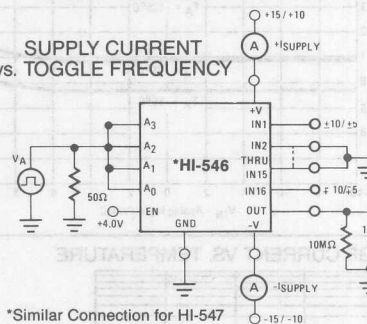 +15/+10
SUPPLY CURRENT
vs. TOGGLE FREQUENCY
A
+ISUPPLY
+V
A3
IN1
±10/±5
A2
*HI-546
IN2
THRU
VA
A1
IN15
50Ω
A0
IN16
∓10/∓5
EN
OUT
+4.0V
GND
-V
10MΩ
A
-ISUPPLY
*Similar Connection for HI-547
-15/-10